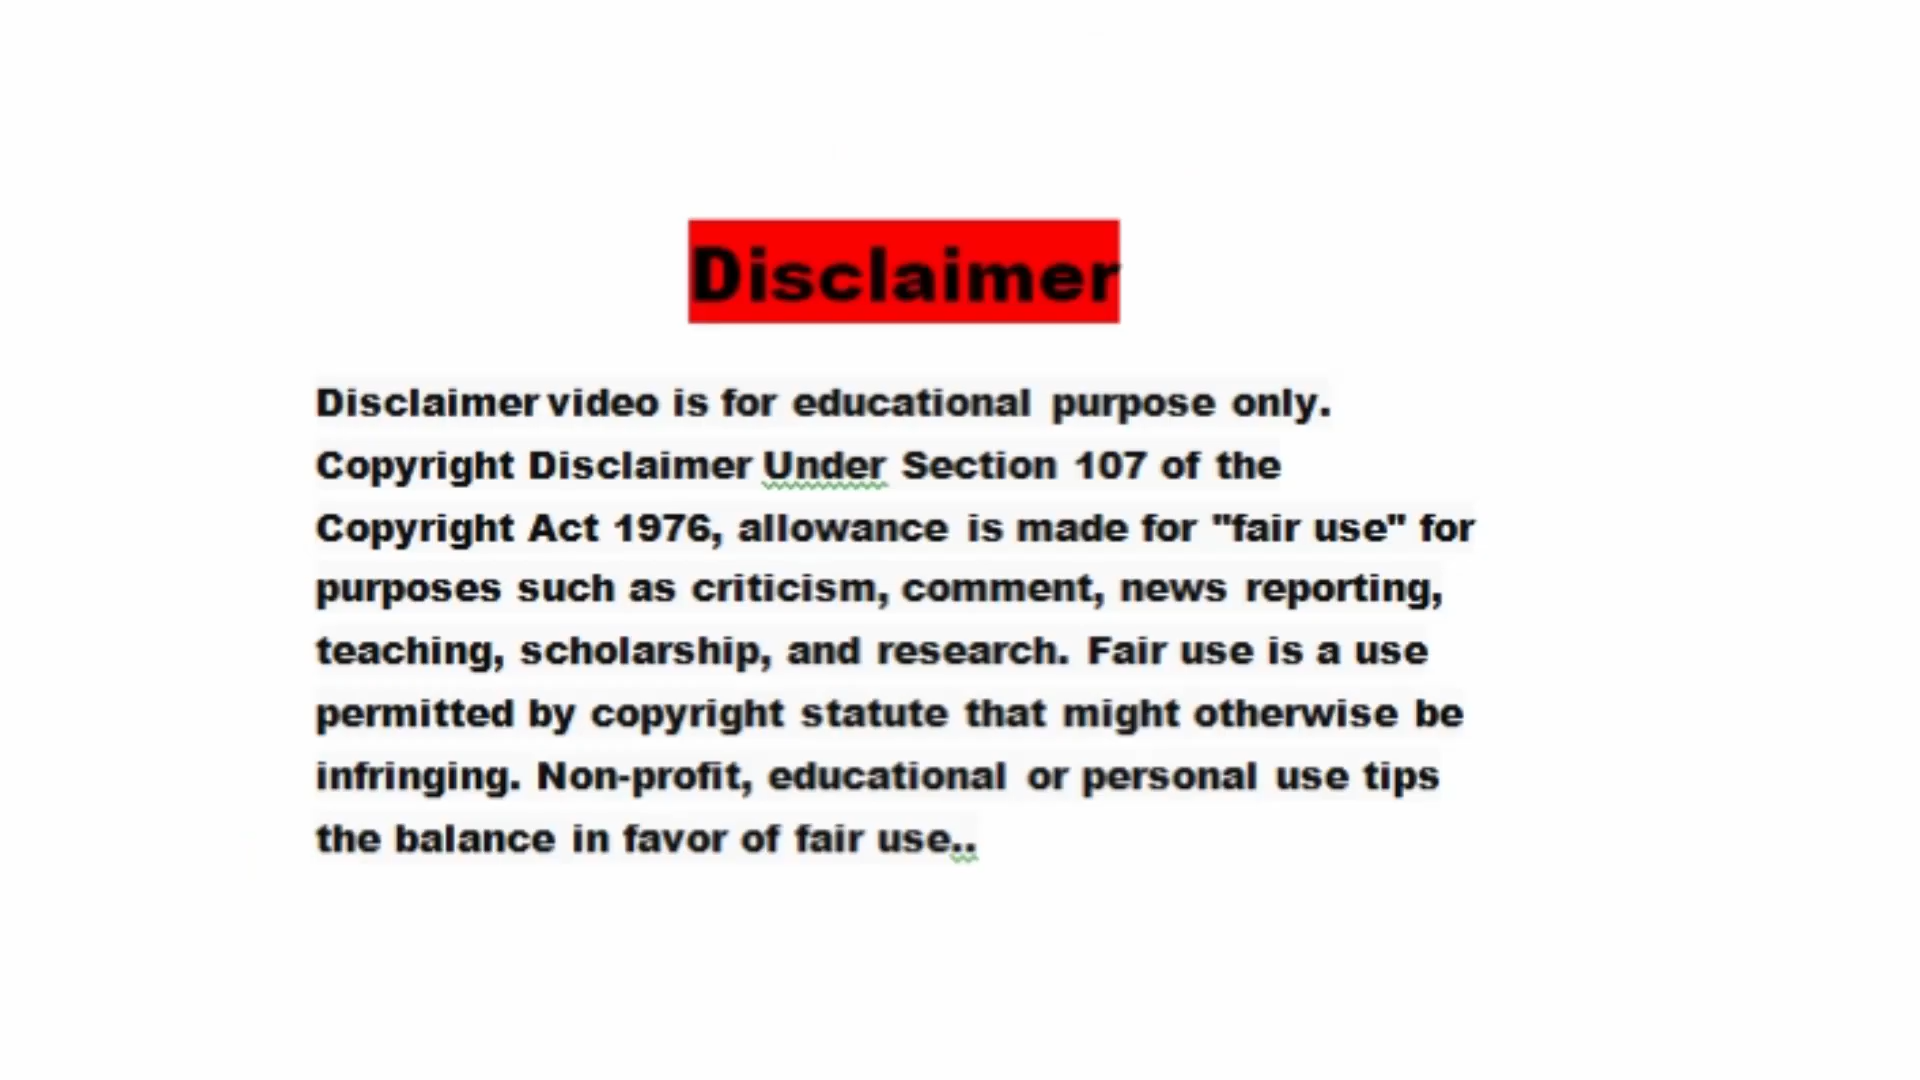 Disclaimer
Disclaimer video is for educational purpose only.
Copyright Disclaimer Under Section 107 of the
Copyright Act 1976, allowance is made for "fair use" for
purposes such as criticism, comment, news reporting,
teaching, scholarship, and research. Fair use is a use
permitted by copyright statute that might otherwise be
infringing. Non-profit, educational or personal use tips
the balance in favor of fair use..